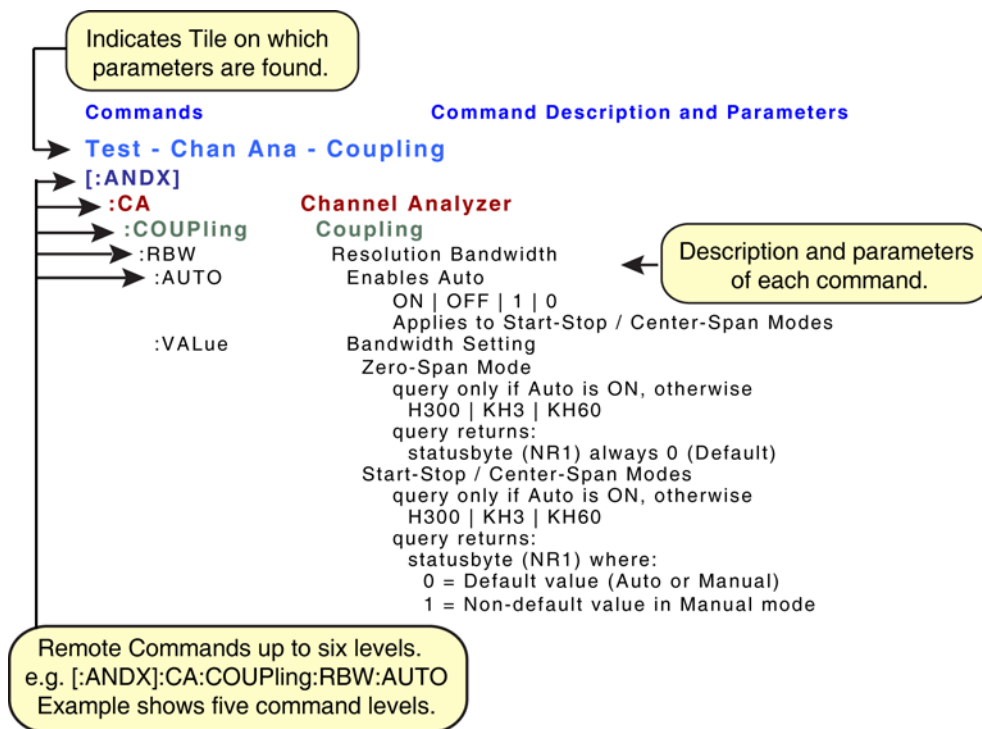 Indicates Tile on which
parameters are found.
Commands Command Description and Parameters
Test - Chan Ana - Coupling
[:ANDX]
:CA Channel Analyzer
:COUPling Coupling
:RBW Resolution Bandwidth
:AUTO Enables Auto
ON | OFF | 1 | 0
Applies to Start-Stop / Center-Span Modes
Description and parameters
of each command.
:VALue Bandwidth Setting
Zero-Span Mode
query only if Auto is ON, otherwise
H300 | KH3 | KH60
query returns:
statusbyte (NR1) always 0 (Default)
Start-Stop / Center-Span Modes
query only if Auto is ON, otherwise
H300 | KH3 | KH60
query returns:
statusbyte (NR1) where:
0 = Default value (Auto or Manual)
1 = Non-default value in Manual mode
Remote Commands up to six levels.
e.g. [:ANDX]:CA:COUPling:RBW:AUTO
Example shows five command levels.